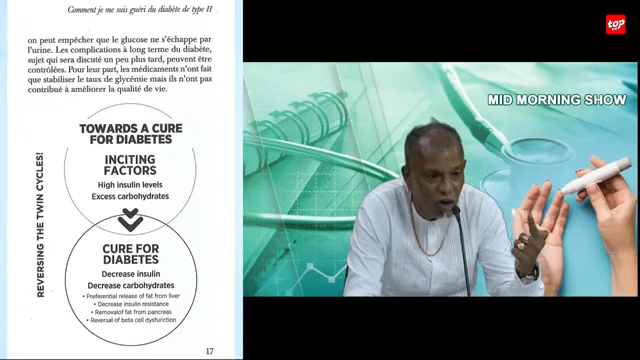 Comment je me suis guéri du diabète de type II
on peut empêcher que le glucose ne s'échappe par
l'urine. Les complications à long terme du diabète,
sujet qui sera discuté un peu plus tard, peuvent être
contrôlées. Pour leur part, les médicaments n'ont fait
que stabiliser le taux de glycémie mais ils n'ont pas
contribué à améliorer la qualité de vie.
REVERSING THE TWIN CYCLES!
TOWARDS A CURE
FOR DIABETES
INCITING
FACTORS
High insulin levels
Excess carbohydrates
CURE FOR
DIABETES
Decrease insulin
Decrease carbohydrates
• Preferential release of fat from liver
• Decrease insulin resistance
• Removalof fat from pancreas
• Reversal of beta cell dysfunction
17
top
MID MORNING SHOW